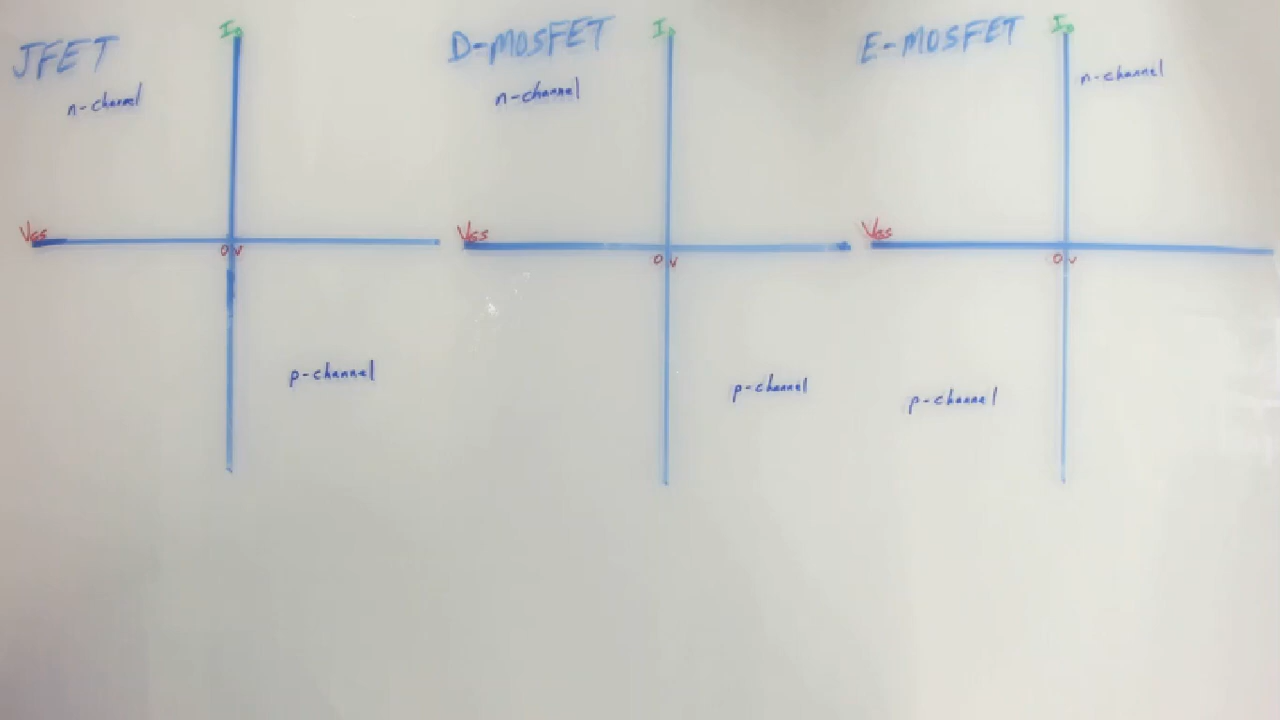 JFET
I_D
n-channel
V_GS
0 V
p-channel
D-MOSFET
I_D
n-channel
V_GS
0 V
p-channel
E-MOSFET
I_D
n-channel
V_GS
0 V
p-channel